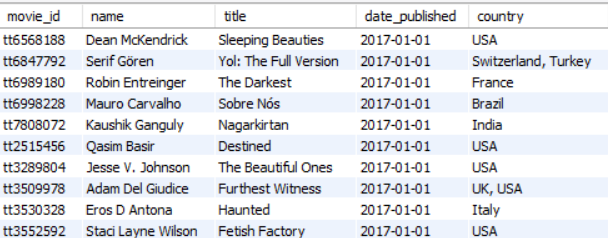 movie_id name title date_published country
tt6568188 Dean McKendrick Sleeping Beauties 2017-01-01 USA
tt6847792 Serif Gören Yol: The Full Version 2017-01-01 Switzerland, Turkey
tt6989180 Robin Entreinger The Darkest 2017-01-01 France
tt6998228 Mauro Carvalho Sobre Nós 2017-01-01 Brazil
tt7808072 Kaushik Ganguly Nagarkirtan 2017-01-01 India
tt2515456 Qasim Basir Destined 2017-01-01 USA
tt3289804 Jesse V. Johnson The Beautiful Ones 2017-01-01 USA
tt3509978 Adam Del Giudice Furthest Witness 2017-01-01 UK, USA
tt3530328 Eros D Antona Haunted 2017-01-01 Italy
tt3552592 Staci Layne Wilson Fetish Factory 2017-01-01 USA